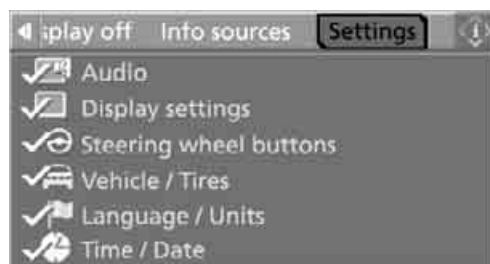 splay off Info sources Settings
Audio
Display settings
Steering wheel buttons
Vehicle / Tires
Language / Units
Time / Date